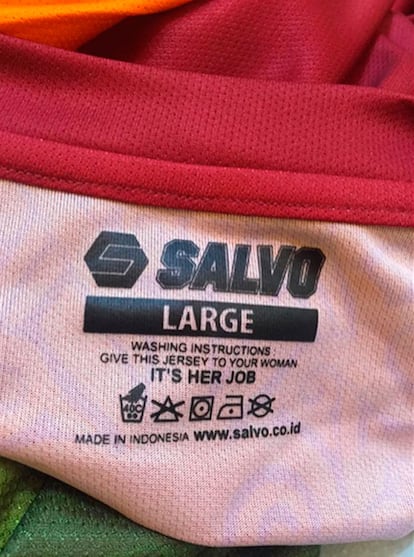 SALVO
LARGE
WASHING INSTRUCTIONS :
GIVE THIS JERSEY TO YOUR WOMAN
IT'S HER JOB
40C
MADE IN INDONESIA www.salvo.co.id